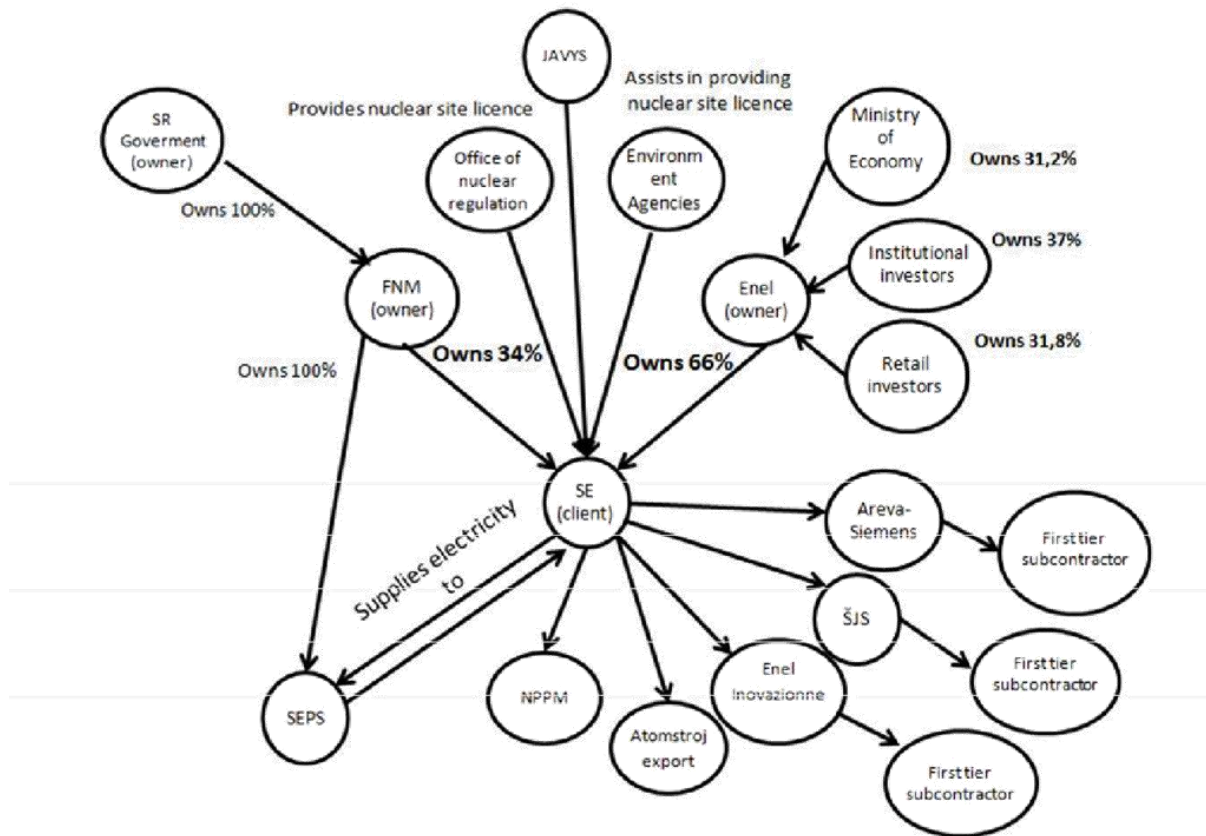 JAVYS
Assists in providing
nuclear site licence
Provides nuclear site licence
SR
Goverment
(owner)
Ministry
of
Economy
Owns 31,2%
Office of
nuclear
regulation
Environm
ent
Agencies
Owns 100%
Owns 37%
Institutional
investors
FNM
(owner)
Enel
(owner)
Owns 34%
Owns 66%
Owns 31,8%
Owns 100%
Retail
investors
SE
(client)
Areva-
Siemens
First tier
subcontractor
Supplies electricity
to
ŠJS
First tier
subcontractor
Enel
Inovazionne
NPPM
SEPS
Atomstroj
export
First tier
subcontractor